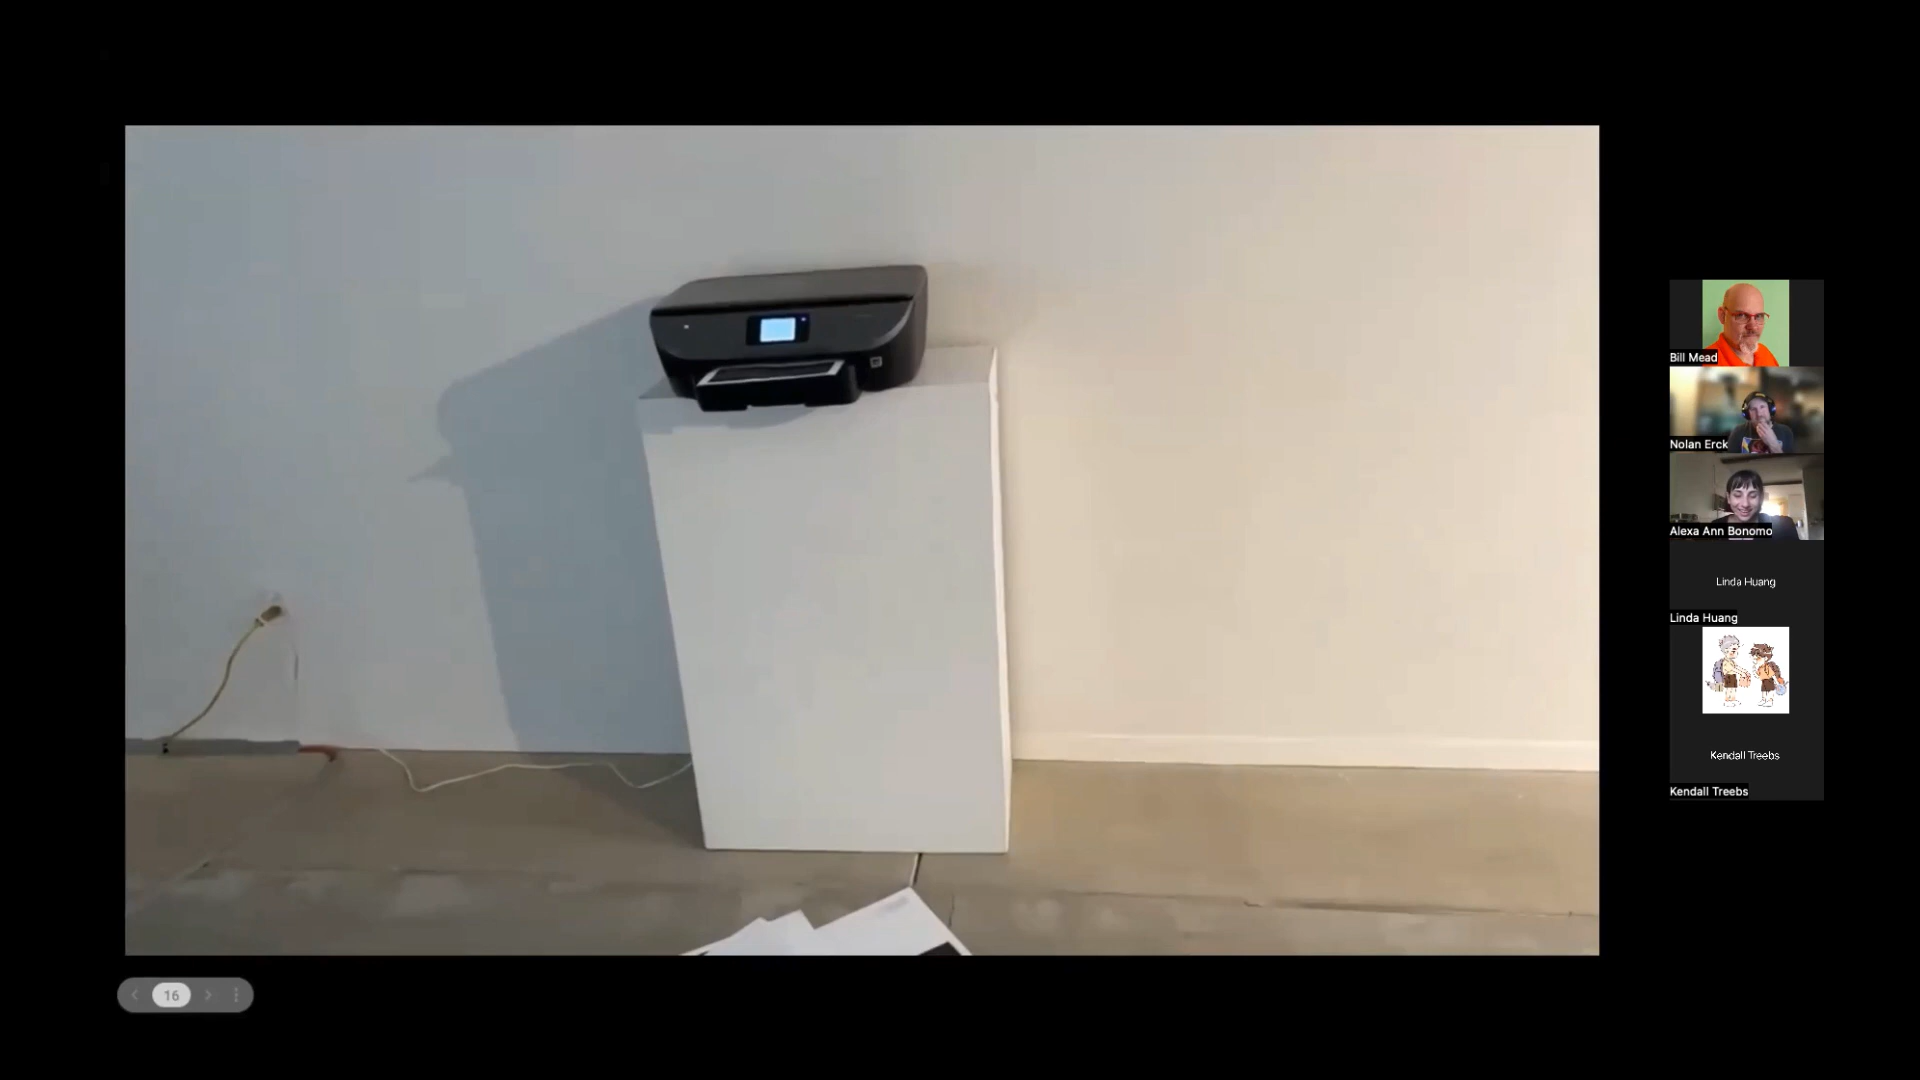 Bill Mead
Nolan Erck
Alexa Ann Bonomo
Linda Huang
Linda Huang
Kendall Treebs
Kendall Treebs
16